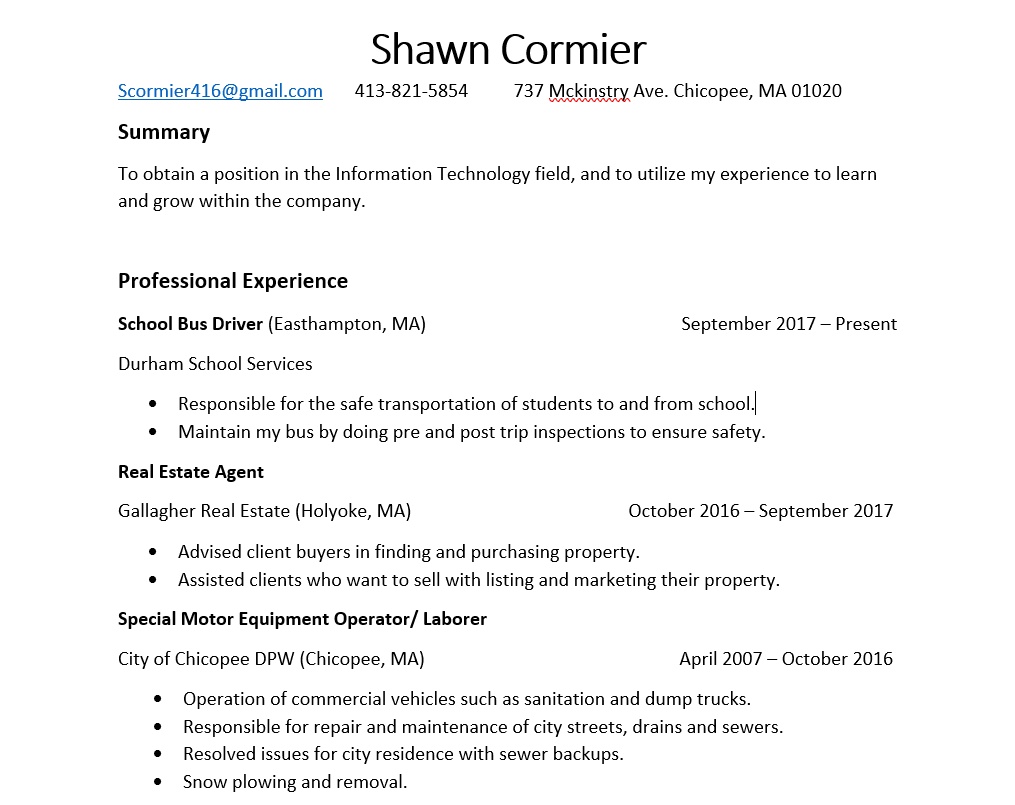 Shawn Cormier
Scormier416@gmail.com 413-821-5854 737 Mckinstry Ave. Chicopee, MA 01020
Summary
To obtain a position in the Information Technology field, and to utilize my experience to learn
and grow within the company.
Professional Experience
School Bus Driver (Easthampton, MA) September 2017 – Present
Durham School Services
• Responsible for the safe transportation of students to and from school.
• Maintain my bus by doing pre and post trip inspections to ensure safety.
Real Estate Agent
Gallagher Real Estate (Holyoke, MA) October 2016 – September 2017
• Advised client buyers in finding and purchasing property.
• Assisted clients who want to sell with listing and marketing their property.
Special Motor Equipment Operator/ Laborer
City of Chicopee DPW (Chicopee, MA) April 2007 – October 2016
• Operation of commercial vehicles such as sanitation and dump trucks.
• Responsible for repair and maintenance of city streets, drains and sewers.
• Resolved issues for city residence with sewer backups.
• Snow plowing and removal.